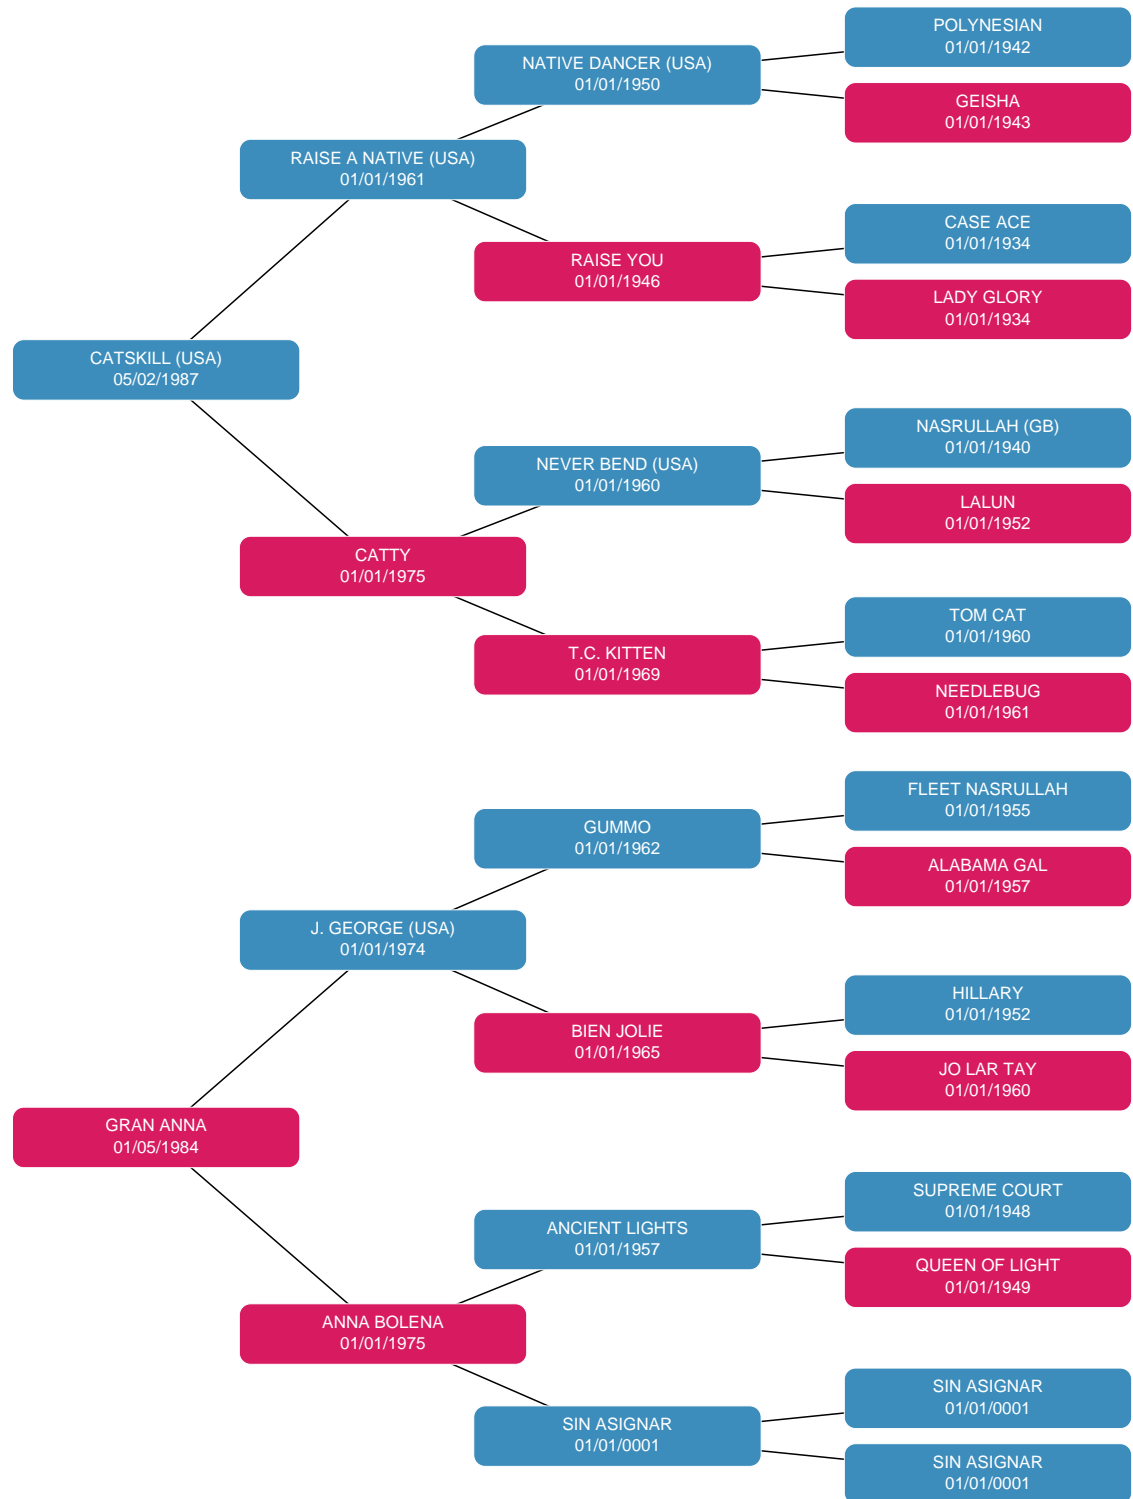 POLYNESIAN
01/01/1942
NATIVE DANCER (USA)
01/01/1950
GEISHA
01/01/1943
RAISE A NATIVE (USA)
01/01/1961
CASE ACE
01/01/1934
RAISE YOU
01/01/1946
LADY GLORY
01/01/1934
CATSKILL (USA)
05/02/1987
NASRULLAH (GB)
01/01/1940
NEVER BEND (USA)
01/01/1960
LALUN
01/01/1952
CATTY
01/01/1975
TOM CAT
01/01/1960
T.C. KITTEN
01/01/1969
NEEDLEBUG
01/01/1961
FLEET NASRULLAH
01/01/1955
GUMMO
01/01/1962
ALABAMA GAL
01/01/1957
J. GEORGE (USA)
01/01/1974
HILLARY
01/01/1952
BIEN JOLIE
01/01/1965
JO LAR TAY
01/01/1960
GRAN ANNA
01/05/1984
SUPREME COURT
01/01/1948
ANCIENT LIGHTS
01/01/1957
QUEEN OF LIGHT
01/01/1949
ANNA BOLENA
01/01/1975
SIN ASIGNAR
01/01/0001
SIN ASIGNAR
01/01/0001
SIN ASIGNAR
01/01/0001